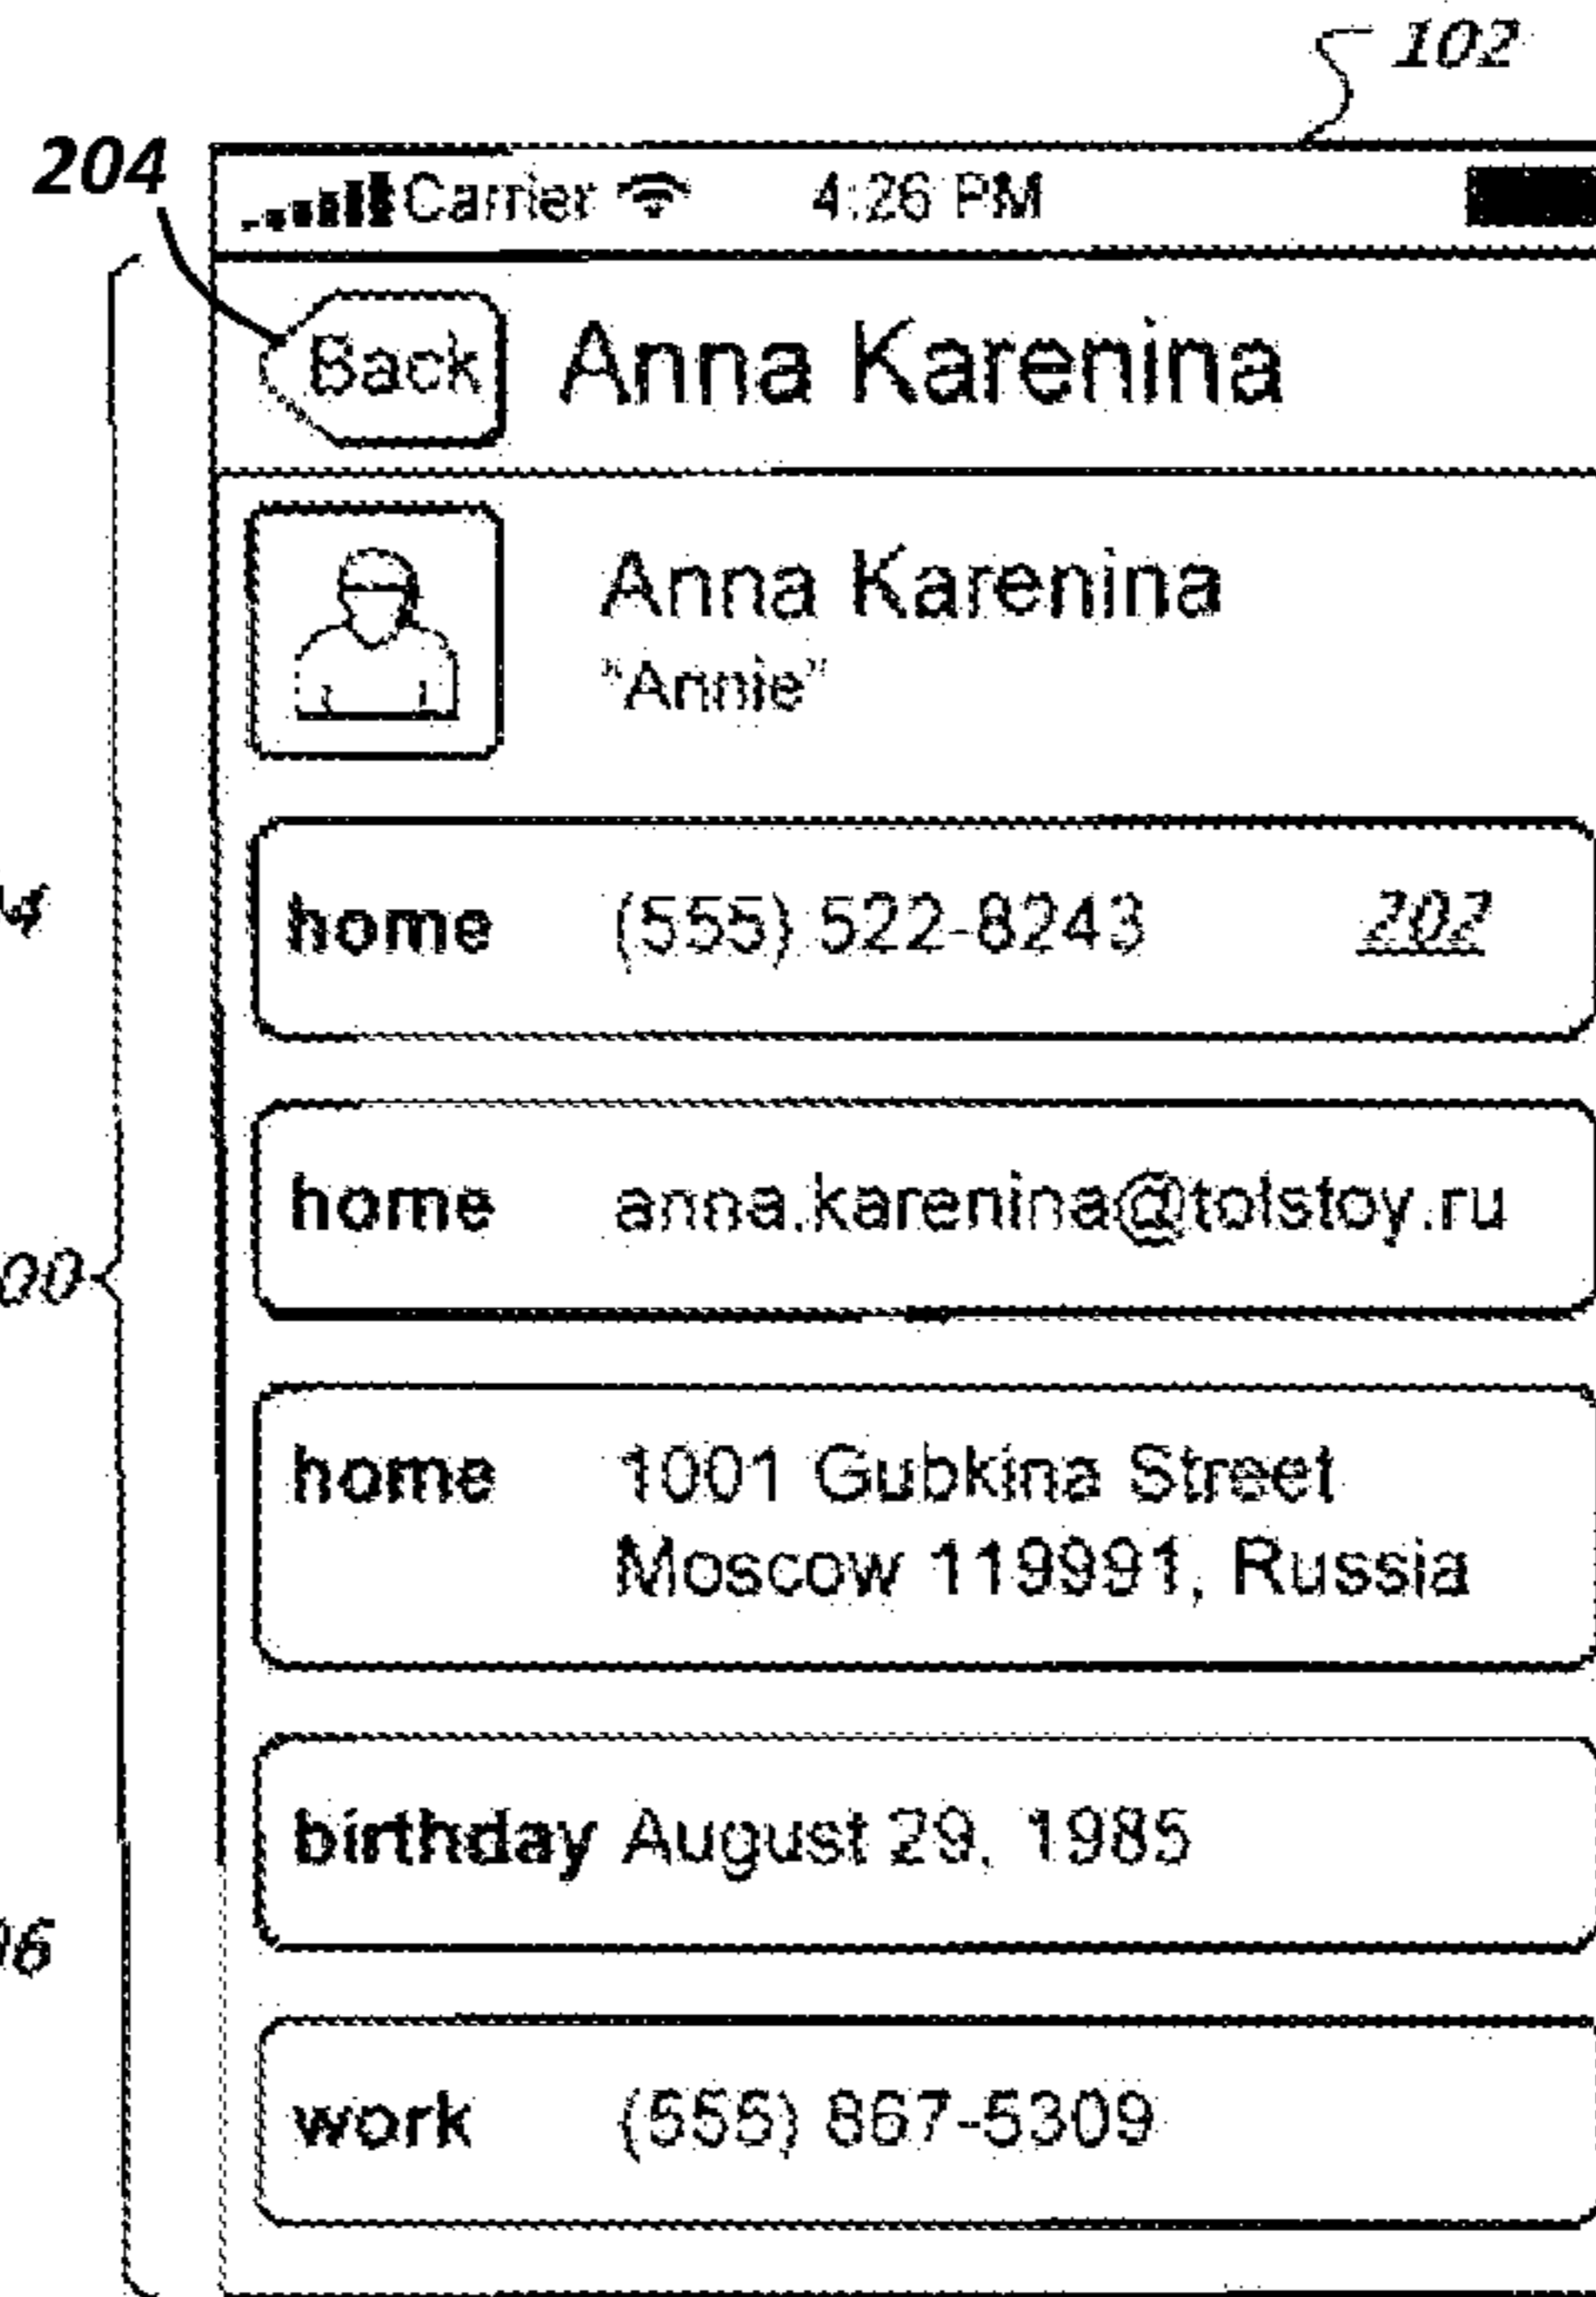 102
204
Carrier 4:26 PM
Back Anna Karenina
Anna Karenina
"Annie"
home (555) 522-8243 202
home anna.karenina@tolstoy.ru
home 1001 Gubkina Street
Moscow 119991, Russia
birthday August 29, 1985
work (555) 867-5309